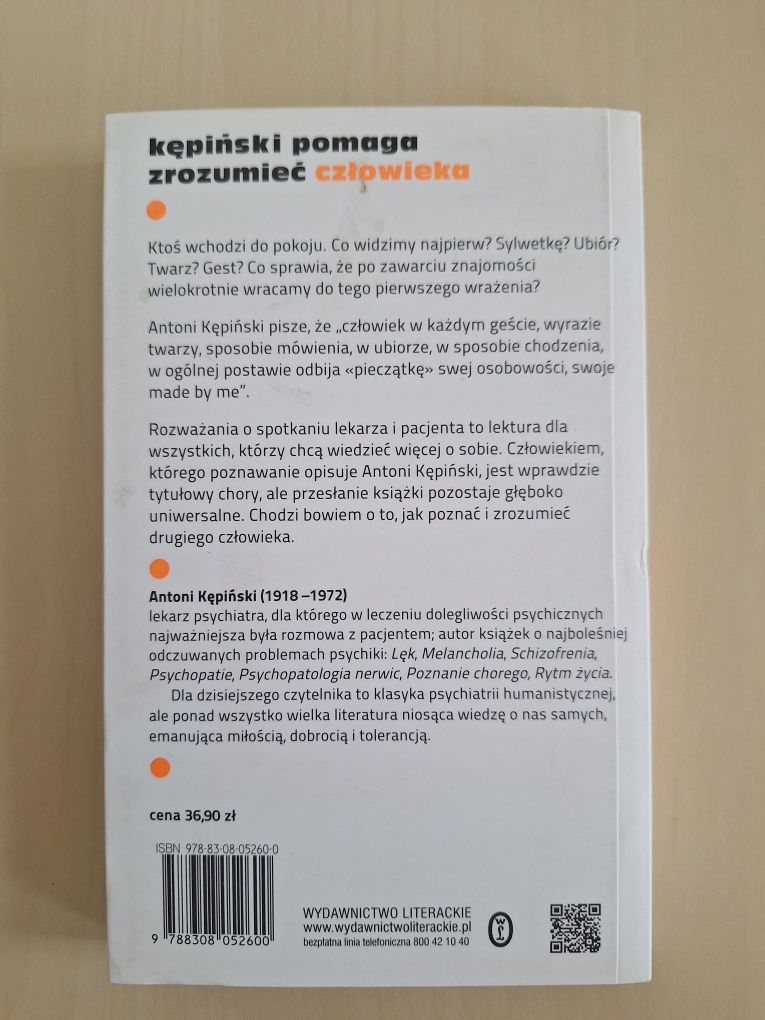 kępiński pomaga
zrozumieć człowieka
Ktoś wchodzi do pokoju. Co widzimy najpierw? Sylwetkę? Ubiór?
Twarz? Gest? Co sprawia, że po zawarciu znajomości
wielokrotnie wracamy do tego pierwszego wrażenia?
Antoni Kępiński pisze, że „człowiek w każdym geście, wyrazie
twarzy, sposobie mówienia, w ubiorze, w sposobie chodzenia,
w ogólnej postawie odbija «pieczątkę» swej osobowości, swoje
made by me”.
Rozważania o spotkaniu lekarza i pacjenta to lektura dla
wszystkich, którzy chcą wiedzieć więcej o sobie. Człowiekiem,
którego poznawanie opisuje Antoni Kępiński, jest wprawdzie
tytułowy chory, ale przesłanie książki pozostaje głęboko
uniwersalne. Chodzi bowiem o to, jak poznać i zrozumieć
drugiego człowieka.
Antoni Kępiński (1918 –1972)
lekarz psychiatra, dla którego w leczeniu dolegliwości psychicznych
najważniejsza była rozmowa z pacjentem; autor książek o najboleśniej
odczuwanych problemach psychiki: Lęk, Melancholia, Schizofrenia,
Psychopatie, Psychopatologia nerwic, Poznanie chorego, Rytm życia.
Dla dzisiejszego czytelnika to klasyka psychiatrii humanistycznej,
ale ponad wszystko wielka literatura niosąca wiedzę o nas samych,
emanująca miłością, dobrocią i tolerancją.
cena 36,90 zł
ISBN 978-83-08-05260-0
9 788308 052600
WYDAWNICTWO LITERACKIE
www.wydawnictwoliterackie.pl
bezpłatna linia telefoniczna 800 42 10 40
W
Ł